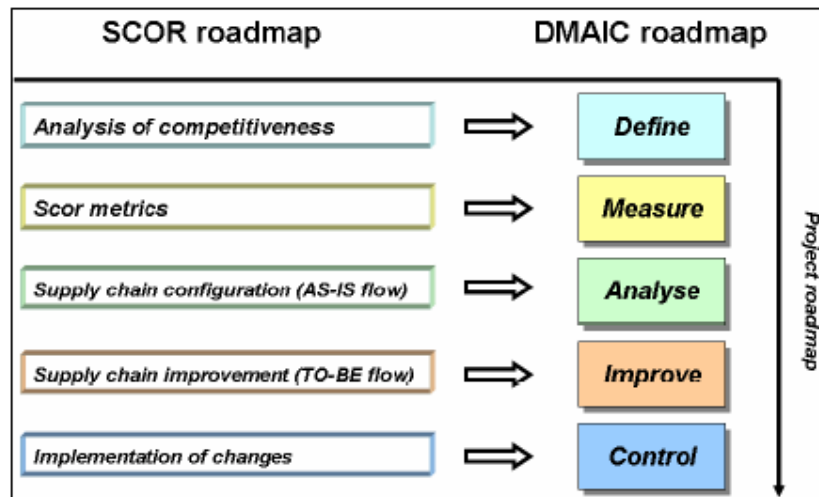 SCOR roadmap
DMAIC roadmap
Analysis of competitiveness
Define
Scor metrics
Measure
Supply chain configuration (AS-IS flow)
Analyse
Supply chain improvement (TO-BE flow)
Improve
Implementation of changes
Control
Project roadmap